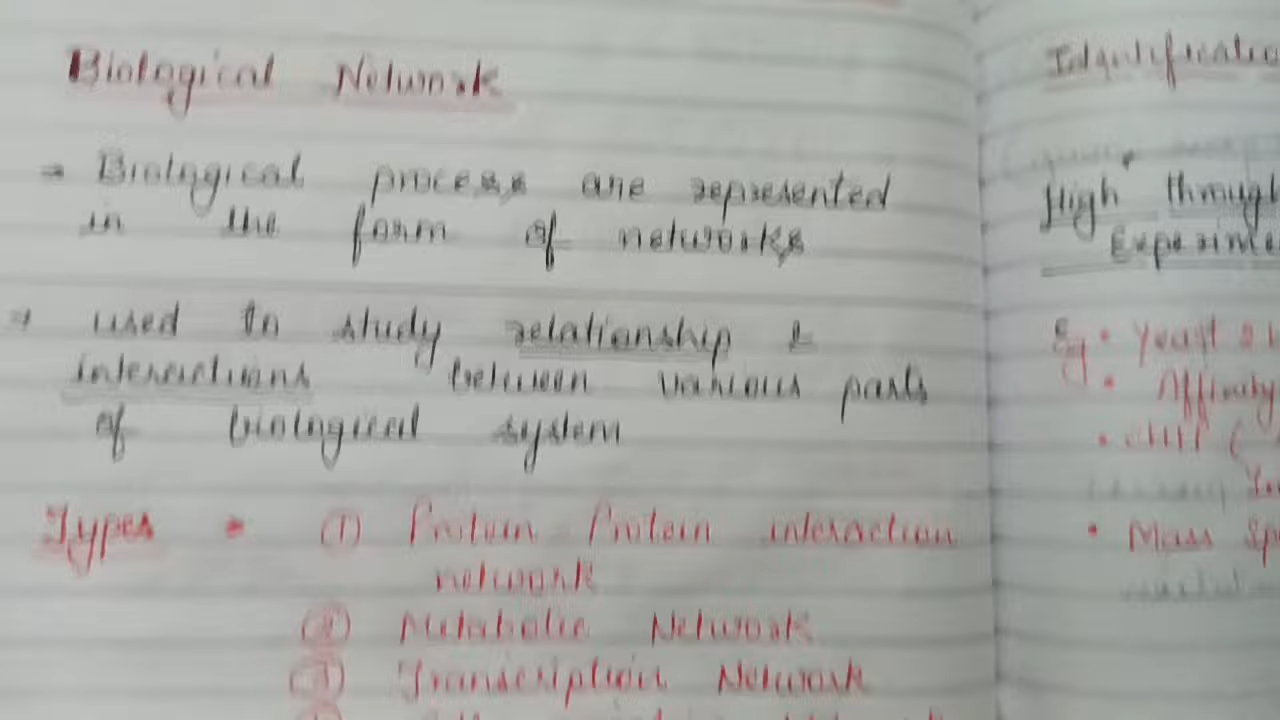 Biological Network
→ Biological process are represented
in the form of networks
→ used to study relationship &
interactions between various parts
of biological system
Types → (1) Protein Protein interaction
network
(2) Metabolic Network
(3) Transcription Network
High through
Experime
Eg • Yeast 2
• Affinity
• Mass Sp